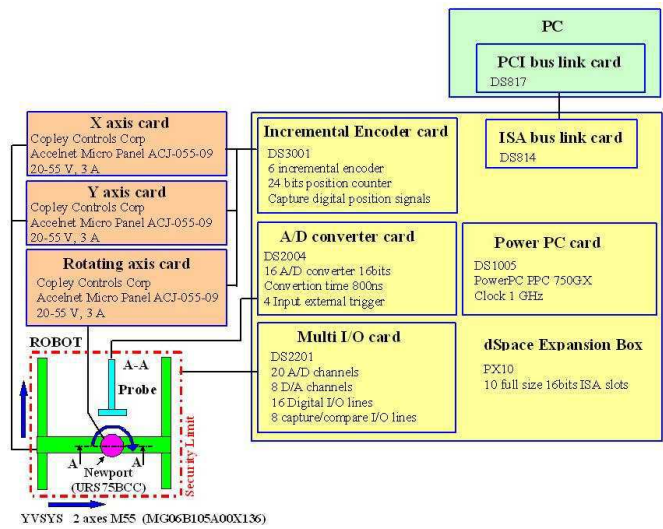 PC
PCI bus link card
DS817
X axis card
Copley Controls Corp
Accelnet Micro Panel ACJ-055-09
20-55 V, 3 A
Y axis card
Copley Controls Corp
Accelnet Micro Panel ACJ-055-09
20-55 V, 3 A
Rotating axis card
Copley Controls Corp
Accelnet Micro Panel ACJ-055-09
20-55 V, 3 A
Incremental Encoder card
DS3001
6 incremental encoder
24 bits position counter
Capture digital position signals
ISA bus link card
DS814
A/D converter card
DS2004
16 A/D converter 16bits
Convertion time 800ns
4 Input external trigger
Power PC card
DS1005
PowerPC PPC 750GX
Clock 1 GHz
Multi I/O card
DS2201
20 A/D channels
8 D/A channels
16 Digital I/O lines
8 capture/compare I/O lines
dSpace Expansion Box
PX10
10 full size 16bits ISA slots
ROBOT
A-A
Probe
A
A
Newport
(URS75BCC)
Security Limit
YVSYS 2 axes M55 (MG06B105A00X136)